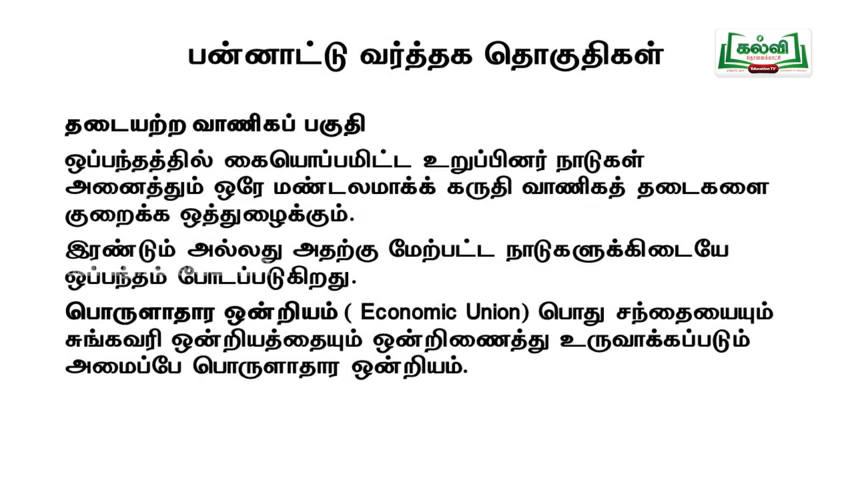 பன்னாட்டு வர்த்தக தொகுதிகள்
கல்வி
தொலைக்காட்சி
Education TV
தடையற்ற வாணிகப் பகுதி
ஒப்பந்தத்தில் கையொப்பமிட்ட உறுப்பினர் நாடுகள்
அனைத்தும் ஒரே மண்டலமாக்க் கருதி வாணிகத் தடைகளை
குறைக்க ஒத்துழைக்கும்.
இரண்டும் அல்லது அதற்கு மேற்பட்ட நாடுகளுக்கிடையே
ஒப்பந்தம் போடப்படுகிறது.
பொருளாதார ஒன்றியம் ( Economic Union) பொது சந்தையையும்
சுங்கவரி ஒன்றியத்தையும் ஒன்றிணைத்து உருவாக்கப்படும்
அமைப்பே பொருளாதார ஒன்றியம்.